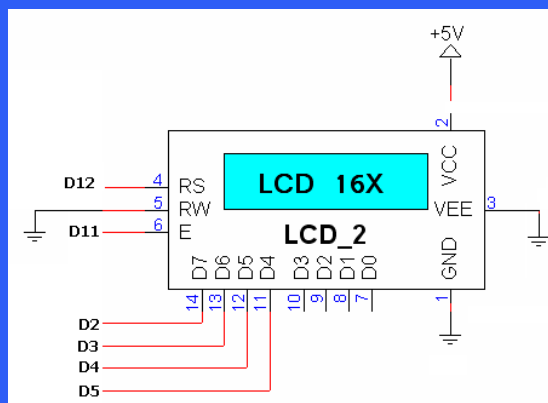 +5V
2
VCC
D12 4 RS LCD 16X
5 RW VEE 3
D11 6 E LCD_2
D7 D6 D5 D4 D3 D2 D1 D0 GND
14 13 12 11 10 9 8 7 1
D2
D3
D4
D5